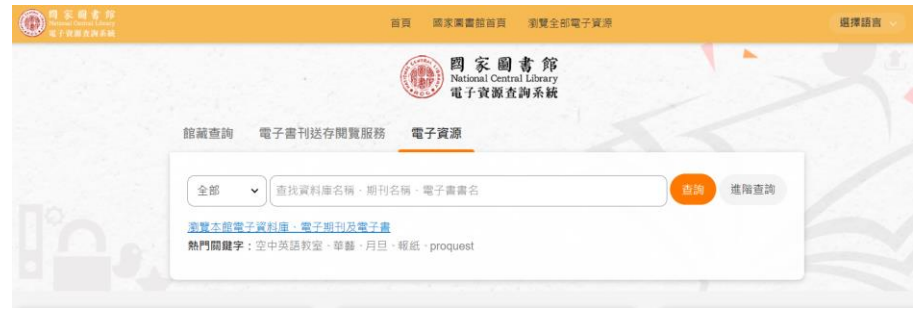 國家圖書館
National Central Library
電子資源查詢系統
首頁 國家圖書館首頁 瀏覽全部電子資源
選擇語言
國家圖書館
National Central Library
電子資源查詢系統
館藏查詢 電子書刊送存閱覽服務 電子資源
全部 查找資料庫名稱、期刊名稱、電子書書名 查詢 進階查詢
瀏覽本館電子資料庫、電子期刊及電子書
熱門關鍵字：空中英語教室、華藝、月旦、報紙、proquest